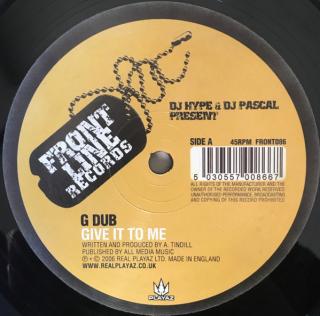 FRONT
LINE
RECORDS
DJ HYPE & DJ PASCAL
PRESENT
SIDE A 45RPM FRONT086
5 030557 008667
ALL RIGHTS OF THE MANUFACTURER AND THE
OWNER OF THE RECORDED WORK, RESERVED
UNAUTHORISED PERFORMANCE, BROADCASTING
AND COPYING OF THIS RECORD PROHIBITED
G DUB
GIVE IT TO ME
WRITTEN AND PRODUCED BY A. TINDILL
PUBLISHED BY ALL MEDIA MUSIC
℗ + © 2006 REAL PLAYAZ LTD. MADE IN ENGLAND
WWW.REALPLAYAZ.CO.UK
PLAYAZ